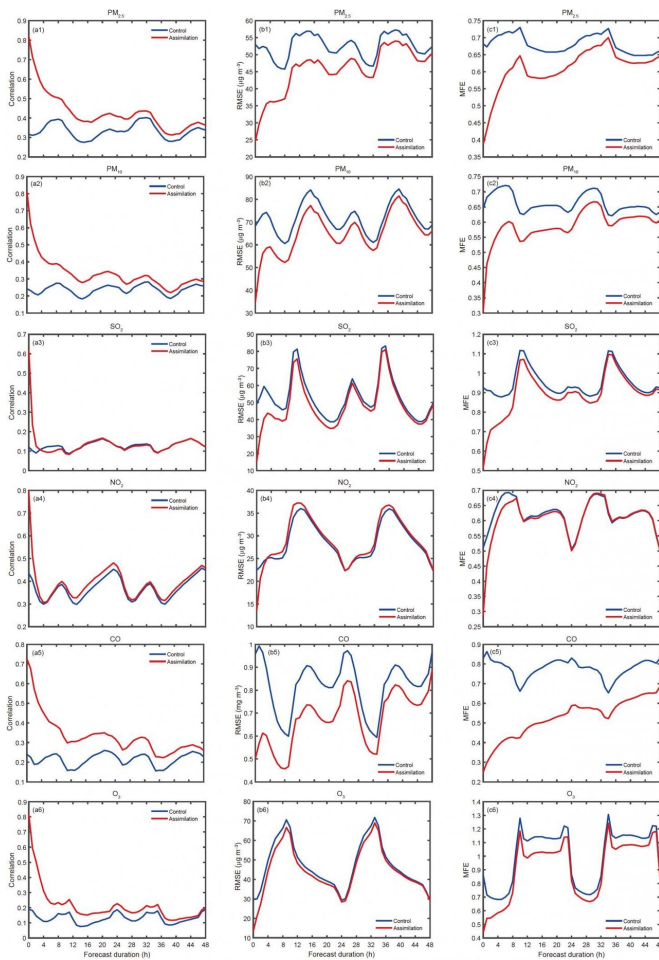 PM2.5
(a1)
Control
Assimilation
Correlation
0.9
0.8
0.7
0.6
0.5
0.4
0.3
0.2
PM2.5
(b1)
Control
Assimilation
RMSE (μg m⁻³)
60
55
50
45
40
35
30
25
20
PM2.5
(c1)
Control
Assimilation
MFE
0.75
0.7
0.65
0.6
0.55
0.5
0.45
0.4
0.35
PM10
(a2)
Control
Assimilation
Correlation
0.9
0.8
0.7
0.6
0.5
0.4
0.3
0.2
0.1
PM10
(b2)
Control
Assimilation
RMSE (μg m⁻³)
90
80
70
60
50
40
30
PM10
(c2)
Control
Assimilation
MFE
0.8
0.7
0.6
0.5
0.4
0.3
SO2
(a3)
Control
Assimilation
Correlation
0.7
0.6
0.5
0.4
0.3
0.2
0.1
0
SO2
(b3)
Control
Assimilation
RMSE (μg m⁻³)
90
80
70
60
50
40
30
20
10
SO2
(c3)
Control
Assimilation
MFE
1.2
1.1
1
0.9
0.8
0.7
0.6
0.5
NO2
(a4)
Control
Assimilation
Correlation
0.8
0.7
0.6
0.5
0.4
0.3
0.2
NO2
(b4)
Control
Assimilation
RMSE (μg m⁻³)
40
35
30
25
20
15
10
NO2
(c4)
Control
Assimilation
MFE
0.7
0.65
0.6
0.55
0.5
0.45
0.4
0.35
0.3
0.25
CO
(a5)
Control
Assimilation
Correlation
0.8
0.7
0.6
0.5
0.4
0.3
0.2
0.1
CO
(b5)
Control
Assimilation
RMSE (mg m⁻³)
1
0.9
0.8
0.7
0.6
0.5
0.4
CO
(c5)
Control
Assimilation
MFE
0.9
0.8
0.7
0.6
0.5
0.4
0.3
0.2
O3
(a6)
Control
Assimilation
Correlation
0.9
0.8
0.7
0.6
0.5
0.4
0.3
0.2
0.1
0
0 4 8 12 16 20 24 28 32 36 40 44 48
Forecast duration (h)
O3
(b6)
Control
Assimilation
RMSE (μg m⁻³)
80
70
60
50
40
30
20
10
0 4 8 12 16 20 24 28 32 36 40 44 48
Forecast duration (h)
O3
(c6)
Control
Assimilation
MFE
1.4
1.3
1.2
1.1
1
0.9
0.8
0.7
0.6
0.5
0.4
0 4 8 12 16 20 24 28 32 36 40 44 48
Forecast duration (h)